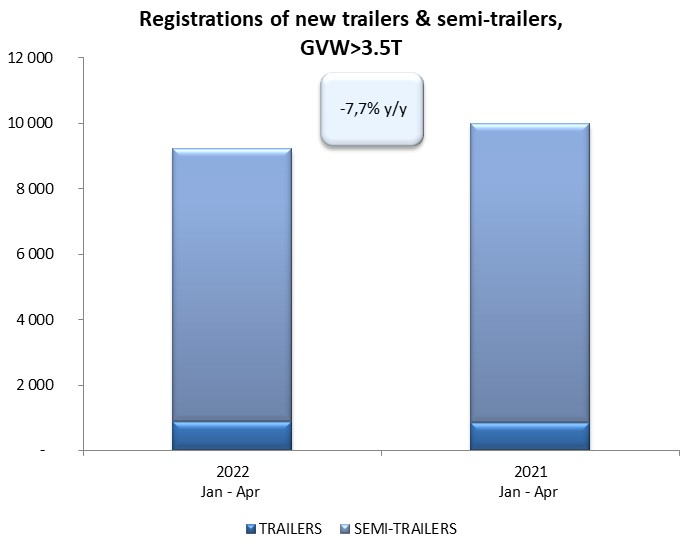 Registrations of new trailers & semi-trailers,
GVW>3.5T
12 000
-7,7% y/y
10 000
8 000
6 000
4 000
2 000
-
2022
Jan - Apr
2021
Jan - Apr
TRAILERS
SEMI-TRAILERS